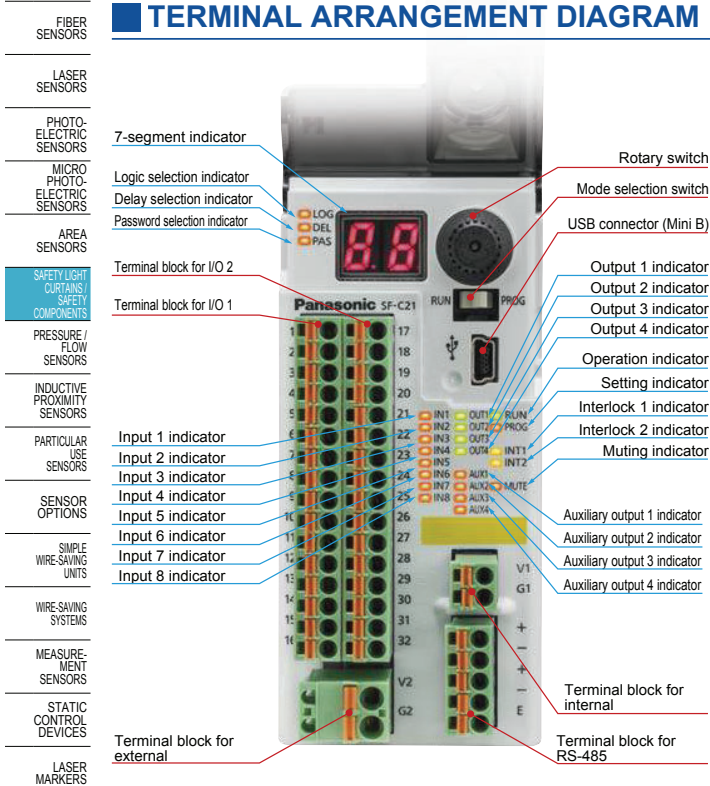 TERMINAL ARRANGEMENT DIAGRAM
FIBER
SENSORS
LASER
SENSORS
PHOTO-
ELECTRIC
SENSORS
MICRO
PHOTO-
ELECTRIC
SENSORS
AREA
SENSORS
SAFETY LIGHT
CURTAINS /
SAFETY
COMPONENTS
PRESSURE /
FLOW
SENSORS
INDUCTIVE
PROXIMITY
SENSORS
PARTICULAR
USE
SENSORS
SENSOR
OPTIONS
SIMPLE
WIRE-SAVING
UNITS
WIRE-SAVING
SYSTEMS
MEASURE-
MENT
SENSORS
STATIC
CONTROL
DEVICES
LASER
MARKERS
7-segment indicator
Logic selection indicator
Delay selection indicator
Password selection indicator
Terminal block for I/O 2
Terminal block for I/O 1
Input 1 indicator
Input 2 indicator
Input 3 indicator
Input 4 indicator
Input 5 indicator
Input 6 indicator
Input 7 indicator
Input 8 indicator
Terminal block for
external
LOG
DEL
PAS
8.8
Panasonic SF-C21
RUN
PROG
1
2
3
4
5
6
7
8
9
10
11
12
13
14
15
16
17
18
19
20
21
22
23
24
25
26
27
28
29
30
31
32
IN1 OUT1 RUN
IN2 OUT2 PROG
IN3 OUT3
IN4 OUT4 INT1
IN5 INT2
IN6 AUX1
IN7 AUX2 MUTE
IN8 AUX3
AUX4
V1
G1
+
−
+
−
E
V2
G2
Rotary switch
Mode selection switch
USB connector (Mini B)
Output 1 indicator
Output 2 indicator
Output 3 indicator
Output 4 indicator
Operation indicator
Setting indicator
Interlock 1 indicator
Interlock 2 indicator
Muting indicator
Auxiliary output 1 indicator
Auxiliary output 2 indicator
Auxiliary output 3 indicator
Auxiliary output 4 indicator
Terminal block for
internal
Terminal block for
RS-485